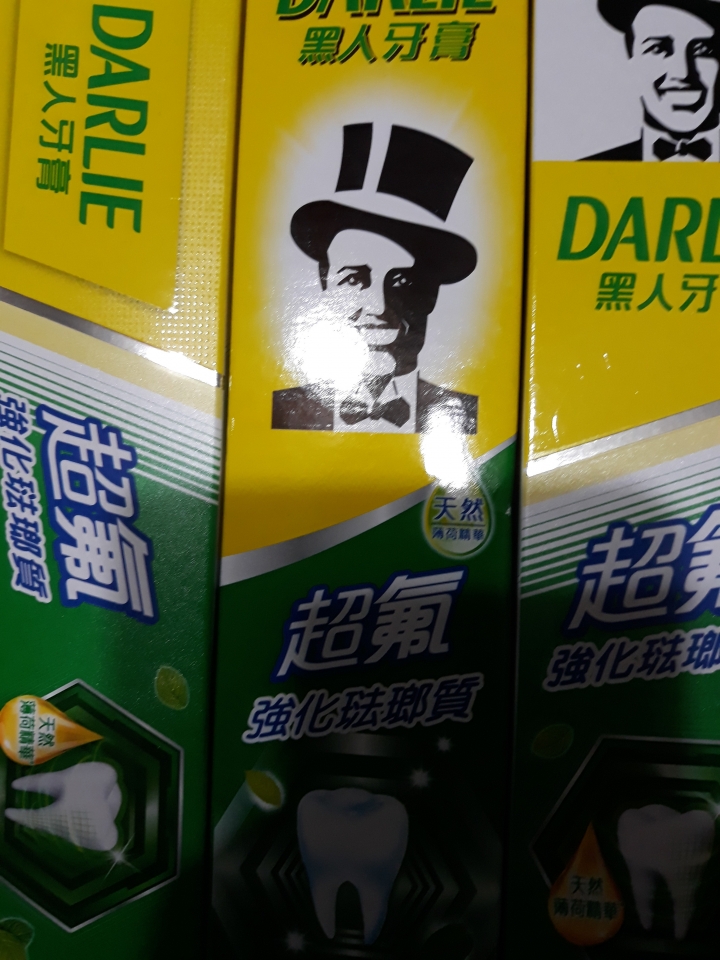 DARLIE
黑人牙膏
超氟
強化琺瑯質
天然
薄荷精華
DARLIE
黑人牙膏
天然
薄荷精華
超氟
強化琺瑯質
DARL
黑人牙
超氟
強化琺瑯
天然
薄荷精華